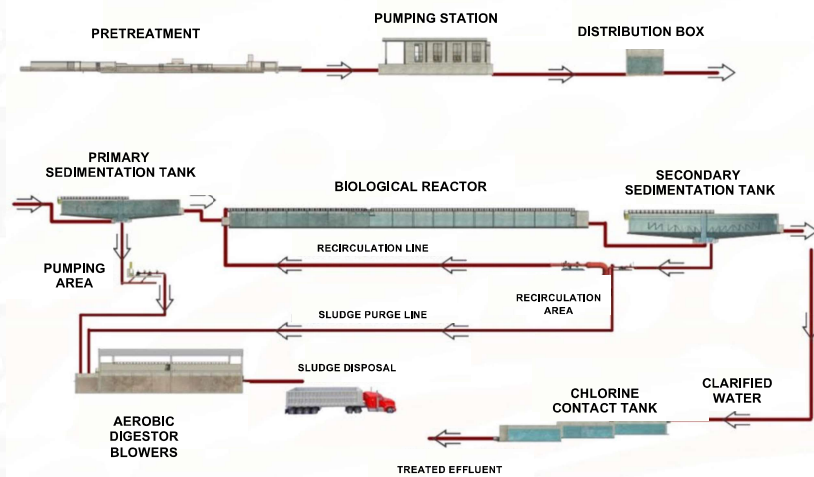 PRETREATMENT
PUMPING STATION
DISTRIBUTION BOX
PRIMARY
SEDIMENTATION TANK
BIOLOGICAL REACTOR
SECONDARY
SEDIMENTATION TANK
RECIRCULATION LINE
PUMPING
AREA
RECIRCULATION
AREA
SLUDGE PURGE LINE
SLUDGE DISPOSAL
AEROBIC
DIGESTOR
BLOWERS
CHLORINE
CONTACT TANK
CLARIFIED
WATER
TREATED EFFLUENT